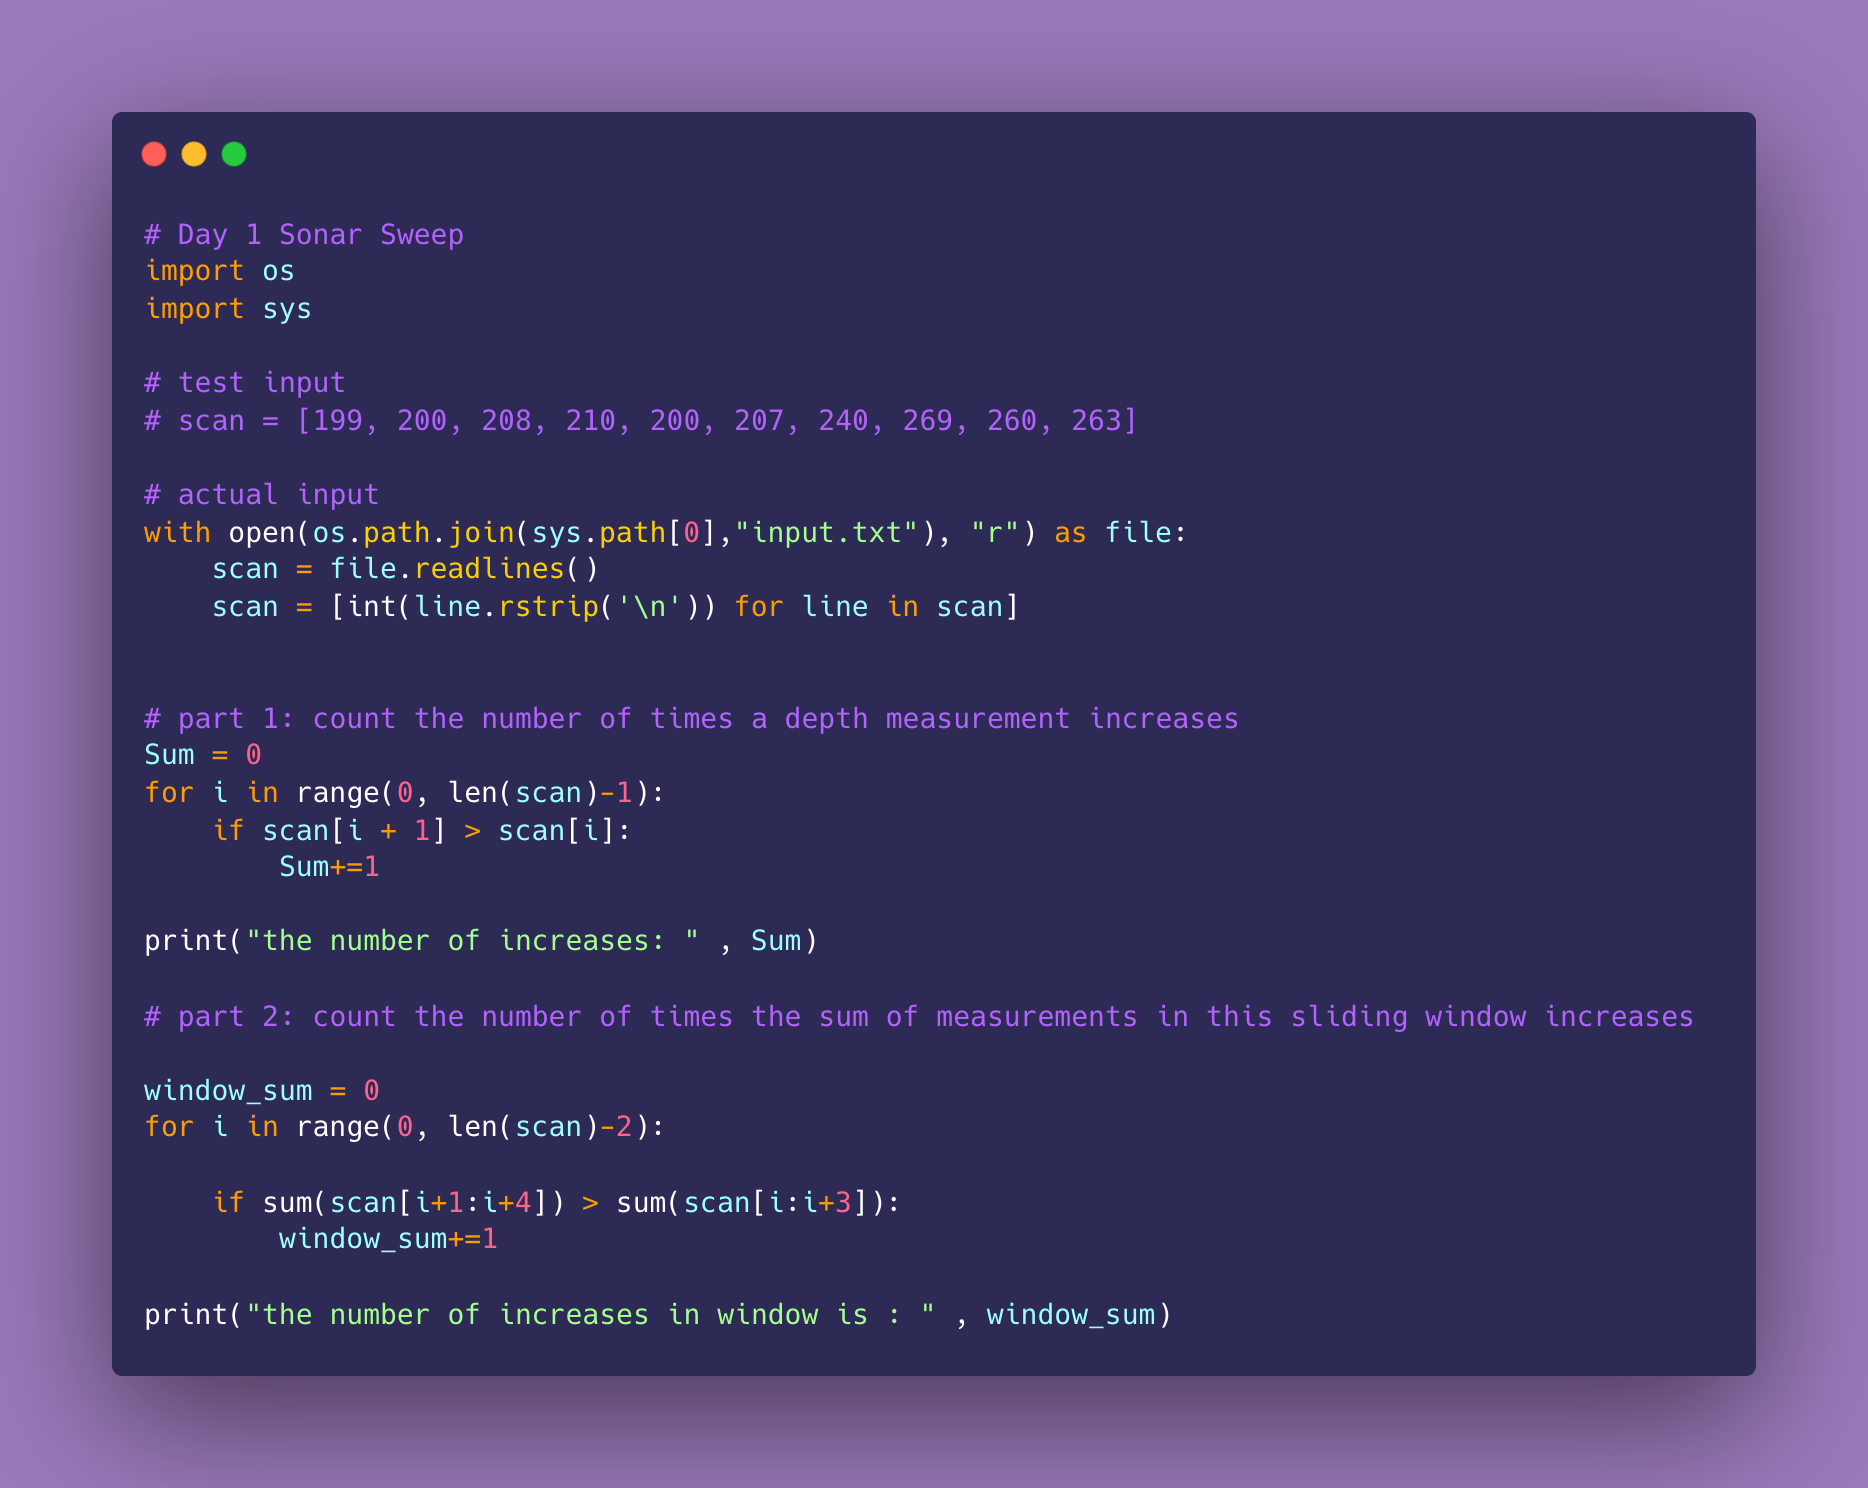 # Day 1 Sonar Sweep
import os
import sys

# test input
# scan = [199, 200, 208, 210, 200, 207, 240, 269, 260, 263]

# actual input
with open(os.path.join(sys.path[0],"input.txt"), "r") as file:
    scan = file.readlines()
    scan = [int(line.rstrip('\n')) for line in scan]


# part 1: count the number of times a depth measurement increases
Sum = 0
for i in range(0, len(scan)-1):
    if scan[i + 1] > scan[i]:
        Sum+=1

print("the number of increases: " , Sum)

# part 2: count the number of times the sum of measurements in this sliding window increases

window_sum = 0
for i in range(0, len(scan)-2):

    if sum(scan[i+1:i+4]) > sum(scan[i:i+3]):
        window_sum+=1

print("the number of increases in window is : " , window_sum)